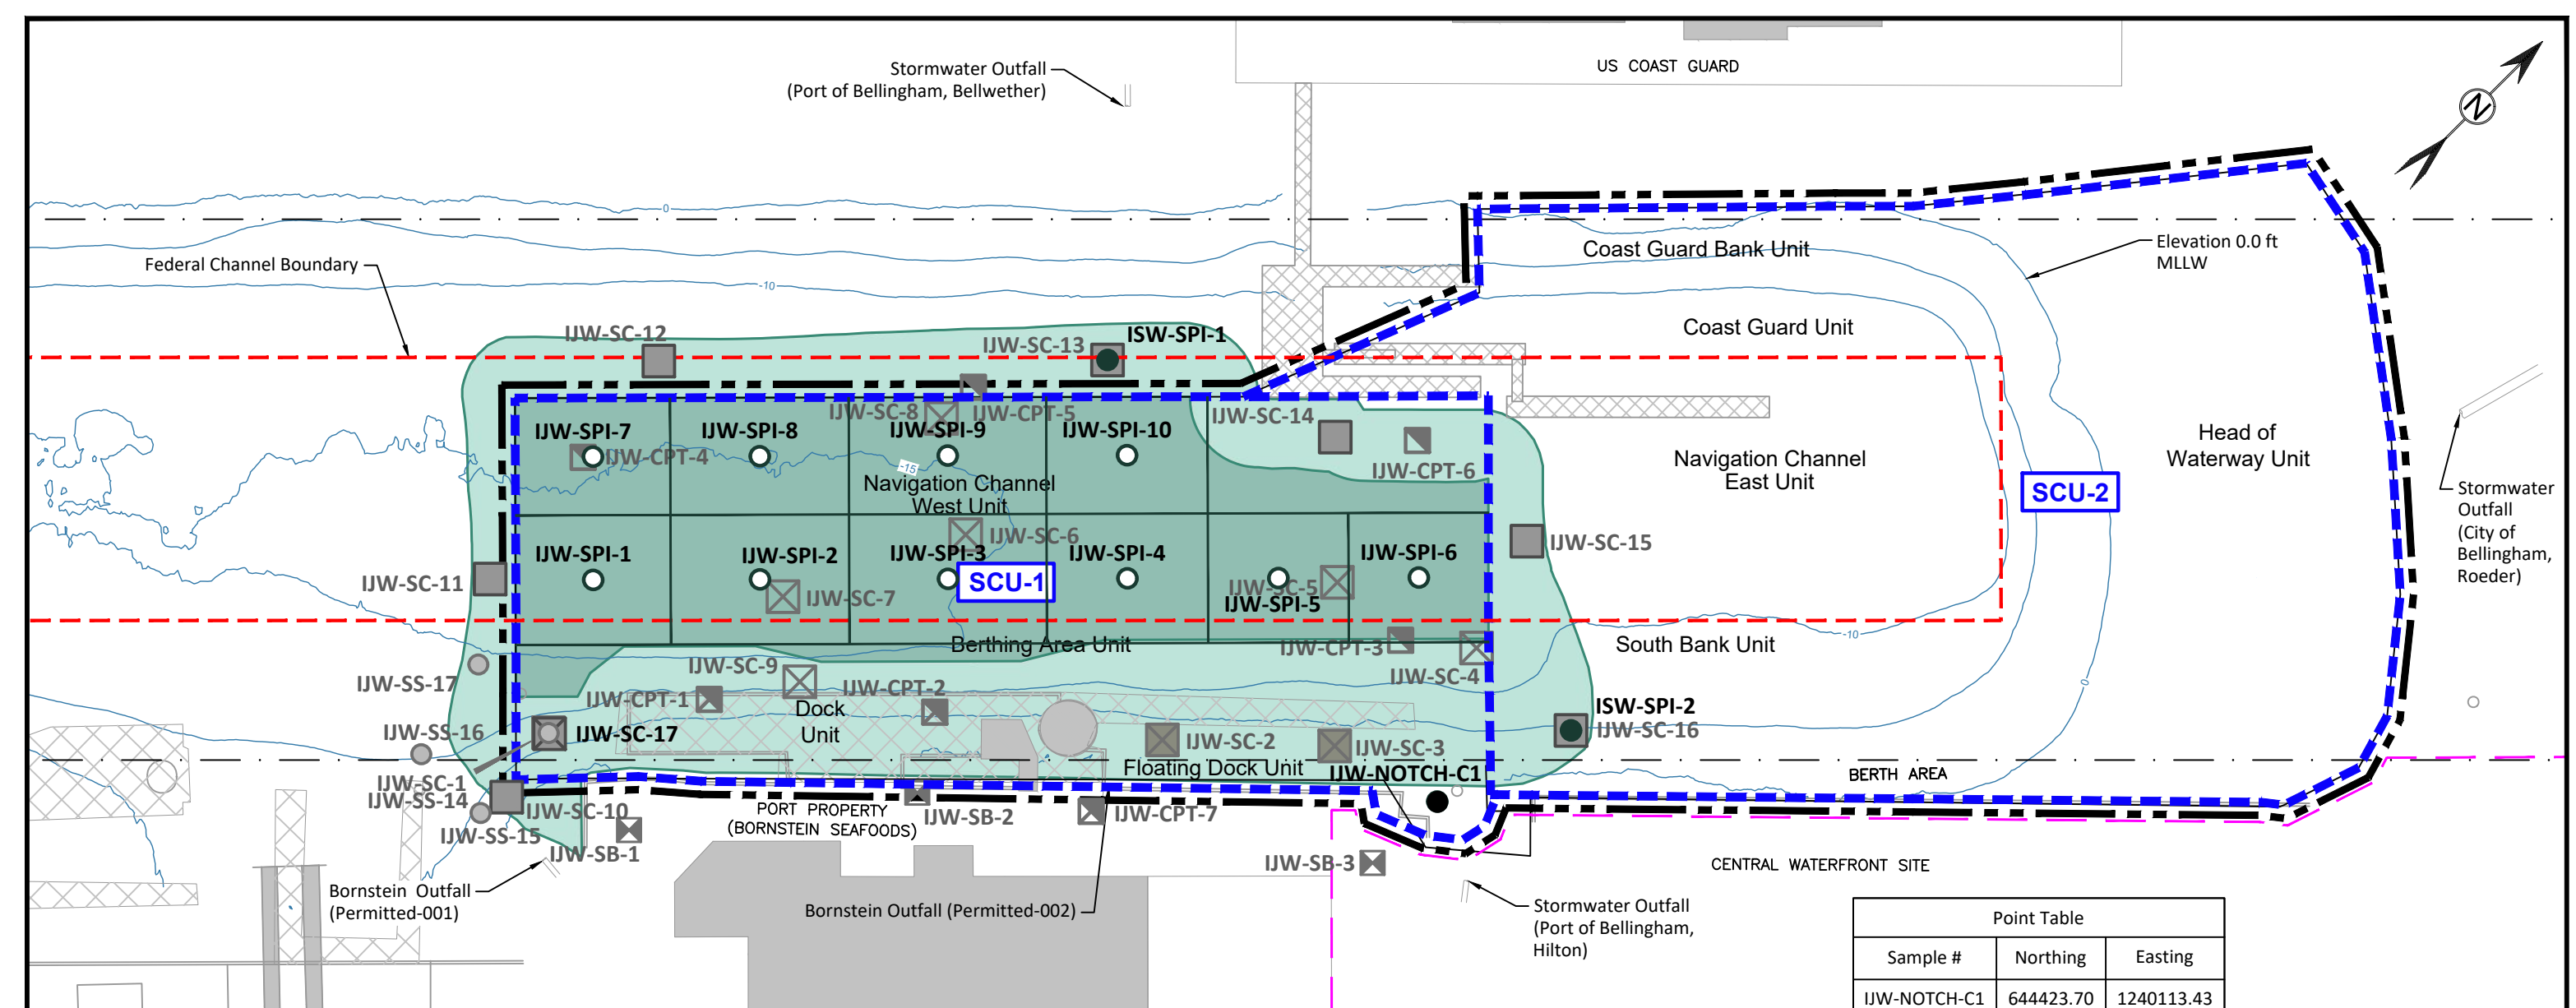 US COAST GUARD
Stormwater Outfall
(Port of Bellingham, Bellwether)
N
0
Elevation 0.0 ft
MLLW
Coast Guard Bank Unit
Federal Channel Boundary
-10
Coast Guard Unit
IJW-SC-12
IJW-SC-13
ISW-SPI-1
IJW-SC-8
IJW-CPT-5
IJW-SC-14
IJW-SPI-7
IJW-SPI-8
IJW-SPI-9
IJW-SPI-10
IJW-CPT-4
-15
IJW-CPT-6
Navigation Channel
West Unit
Navigation Channel
East Unit
Head of
Waterway Unit
SCU-2
Stormwater
Outfall
(City of
Bellingham,
Roeder)
IJW-SC-6
IJW-SC-15
IJW-SPI-1
IJW-SPI-2
IJW-SPI-3
IJW-SPI-4
IJW-SPI-6
IJW-SC-11
SCU-1
IJW-SC-5
IJW-SPI-5
IJW-SC-7
Berthing Area Unit
IJW-CPT-3
South Bank Unit
-10
IJW-SC-9
IJW-SC-4
IJW-SS-17
IJW-CPT-1
IJW-CPT-2
0
Dock
Unit
ISW-SPI-2
IJW-SC-16
IJW-SS-16
IJW-SC-17
IJW-SC-2
IJW-SC-3
Floating Dock Unit
IJW-NOTCH-C1
BERTH AREA
IJW-SC-1
IJW-SS-14
IJW-SC-10
IJW-SS-15
PORT PROPERTY
(BORNSTEIN SEAFOODS)
IJW-SB-2
IJW-CPT-7
IJW-SB-1
IJW-SB-3
CENTRAL WATERFRONT SITE
Bornstein Outfall
(Permitted-001)
Bornstein Outfall (Permitted-002)
Stormwater Outfall
(Port of Bellingham,
Hilton)
Point Table
Sample # Northing Easting
IJW-NOTCH-C1 644423.70 1240113.43